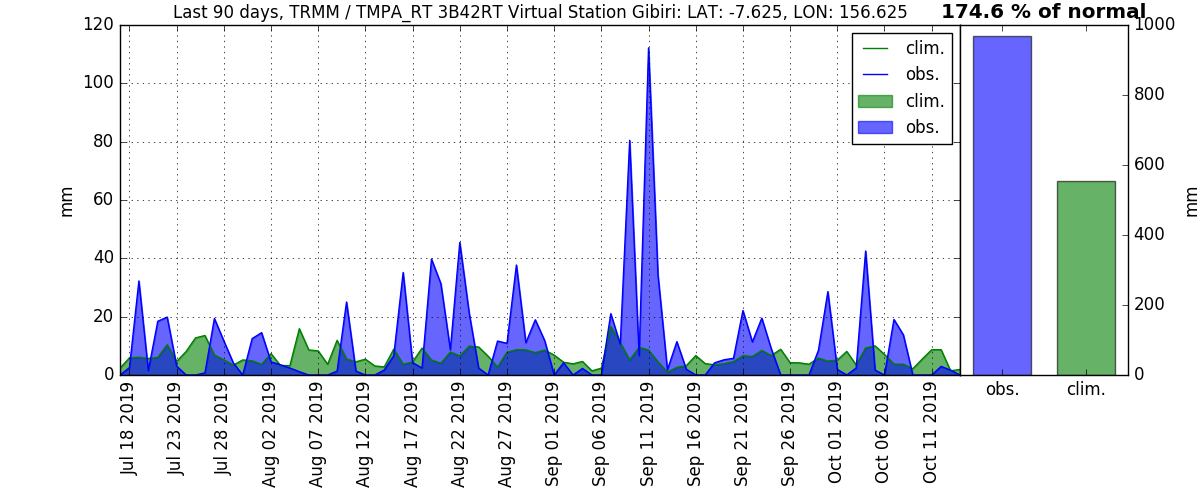 Last 90 days, TRMM / TMPA_RT 3B42RT Virtual Station Gibiri: LAT: -7.625, LON: 156.625
174.6 % of normal
120
100
80
60
40
20
0
mm
clim.
obs.
clim.
obs.
Jul 18 2019
Jul 23 2019
Jul 28 2019
Aug 02 2019
Aug 07 2019
Aug 12 2019
Aug 17 2019
Aug 22 2019
Aug 27 2019
Sep 01 2019
Sep 06 2019
Sep 11 2019
Sep 16 2019
Sep 21 2019
Sep 26 2019
Oct 01 2019
Oct 06 2019
Oct 11 2019
1000
800
600
400
200
0
mm
obs.
clim.